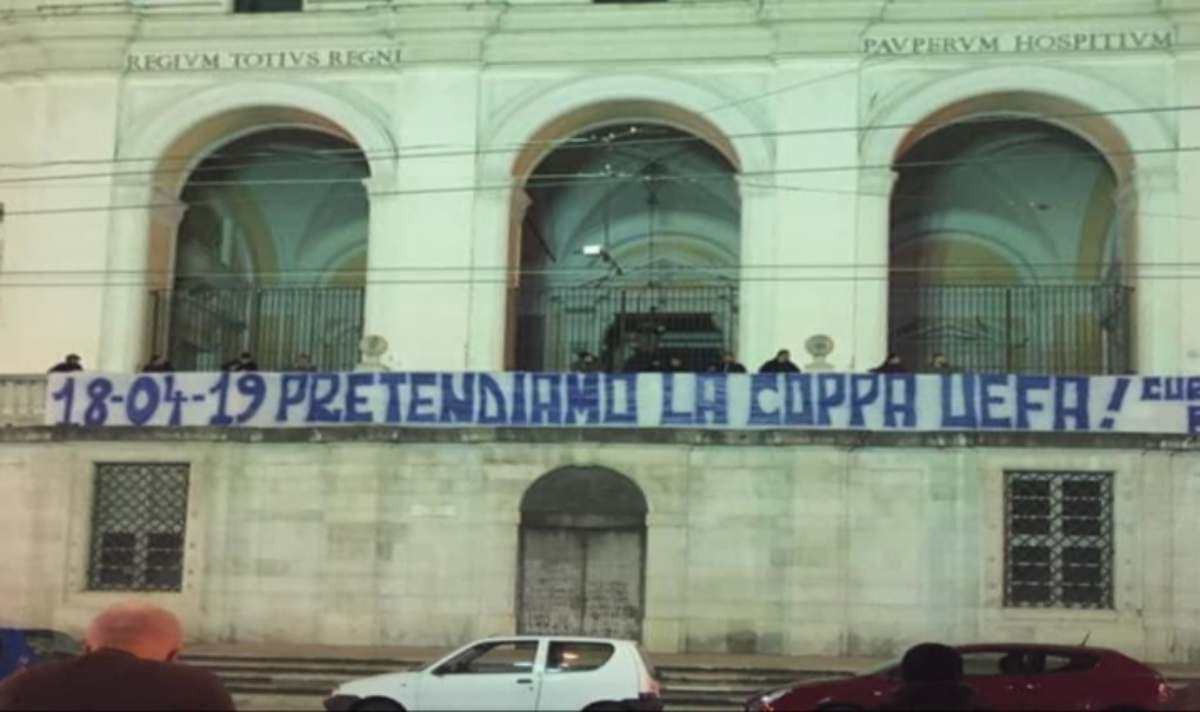 REGIVM TOTIVS REGNI
PAVPERVM HOSPITIVM
18-04-19 PRETENDIAMO LA COPPA UEFA!